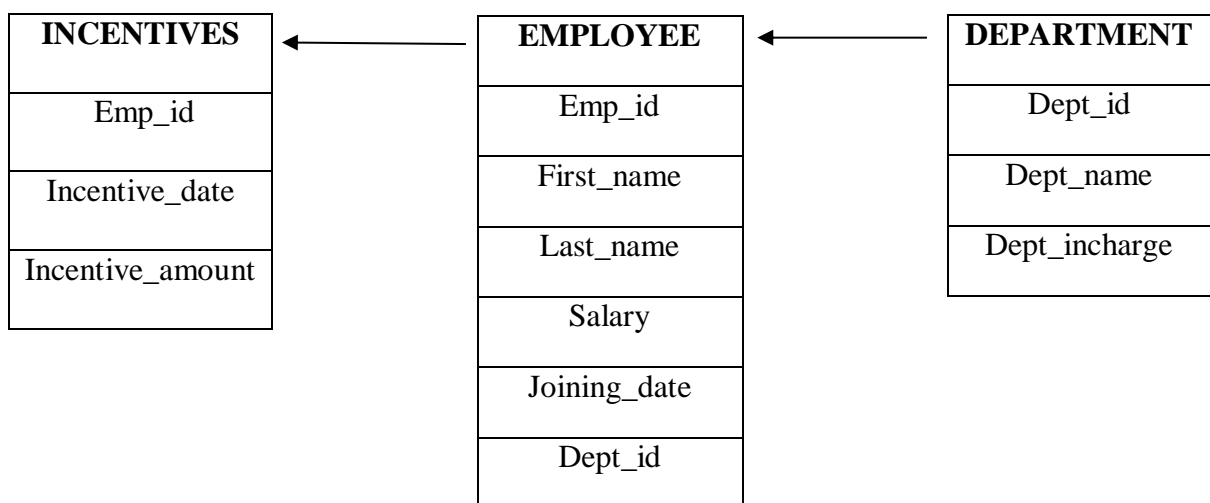 INCENTIVES
Emp_id
Incentive_date
Incentive_amount
EMPLOYEE
Emp_id
First_name
Last_name
Salary
Joining_date
Dept_id
DEPARTMENT
Dept_id
Dept_name
Dept_incharge